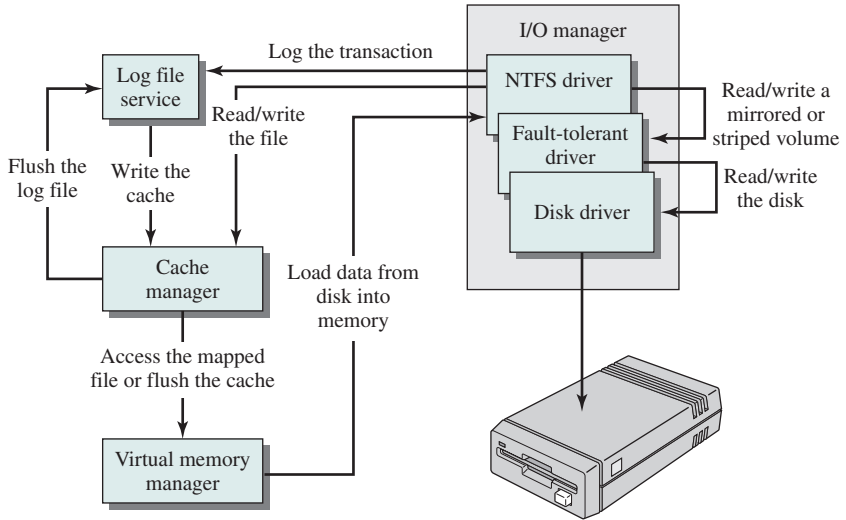 I/O manager
Log the transaction
Log file
service
NTFS driver
Read/write a
mirrored or
striped volume
Read/write
the file
Fault-tolerant
driver
Flush the
log file
Write the
cache
Read/write
the disk
Disk driver
Cache
manager
Load data from
disk into
memory
Access the mapped
file or flush the cache
Virtual memory
manager